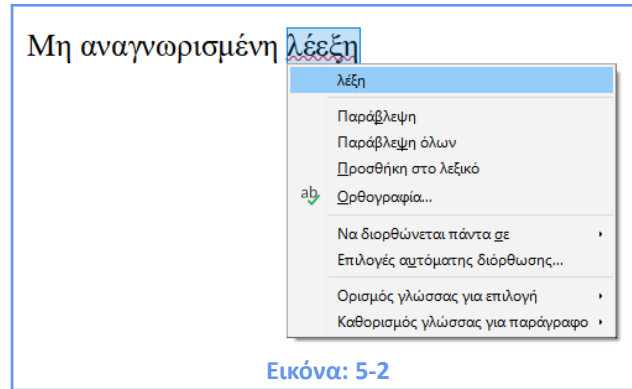 Μη αναγνωρισμένη λέεξη
λέξη
Παράβλεψη
Παράβλεψη όλων
Προσθήκη στο λεξικό
Ορθογραφία...
Να διορθώνεται πάντα σε
Επιλογές αυτόματης διόρθωσης...
Ορισμός γλώσσας για επιλογή
Καθορισμός γλώσσας για παράγραφο
Εικόνα: 5-2